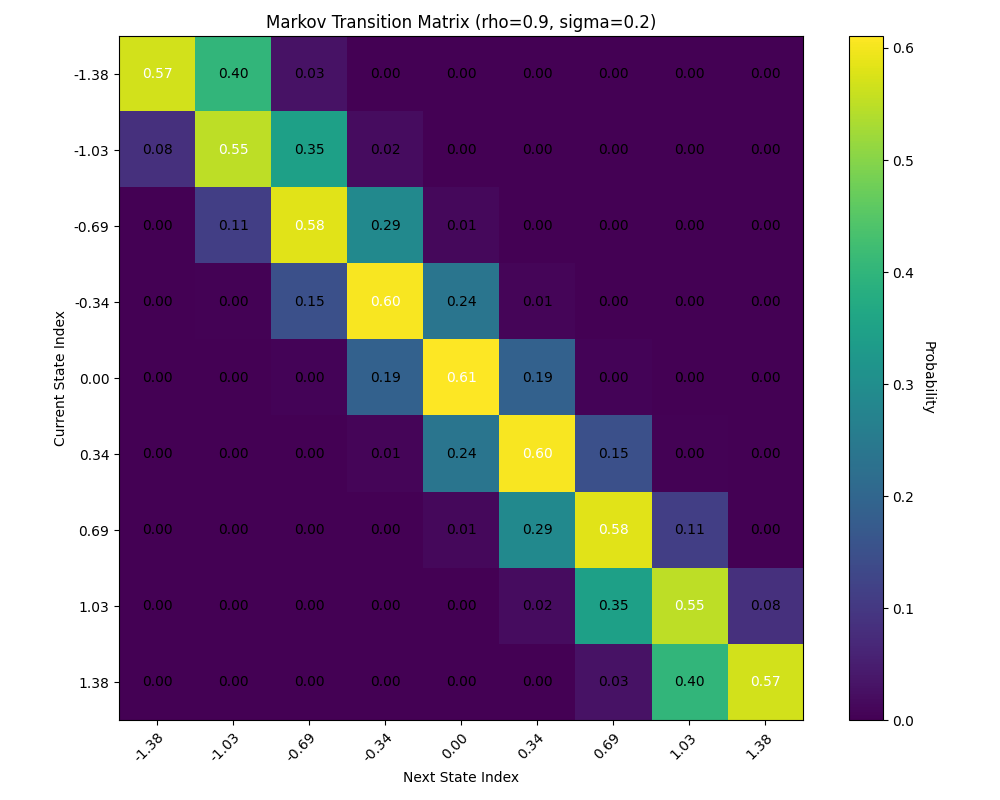 Markov Transition Matrix (rho=0.9, sigma=0.2)
-1.38 0.57 0.40 0.03 0.00 0.00 0.00 0.00 0.00 0.00
-1.03 0.08 0.55 0.35 0.02 0.00 0.00 0.00 0.00 0.00
-0.69 0.00 0.11 0.58 0.29 0.01 0.00 0.00 0.00 0.00
-0.34 0.00 0.00 0.15 0.60 0.24 0.01 0.00 0.00 0.00
0.00 0.00 0.00 0.00 0.19 0.61 0.19 0.00 0.00 0.00
0.34 0.00 0.00 0.00 0.01 0.24 0.60 0.15 0.00 0.00
0.69 0.00 0.00 0.00 0.00 0.01 0.29 0.58 0.11 0.00
1.03 0.00 0.00 0.00 0.00 0.00 0.02 0.35 0.55 0.08
1.38 0.00 0.00 0.00 0.00 0.00 0.00 0.03 0.40 0.57
-1.38 -1.03 -0.69 -0.34 0.00 0.34 0.69 1.03 1.38
Next State Index
Current State Index
0.6
0.5
0.4
0.3
0.2
0.1
0.0
Probability